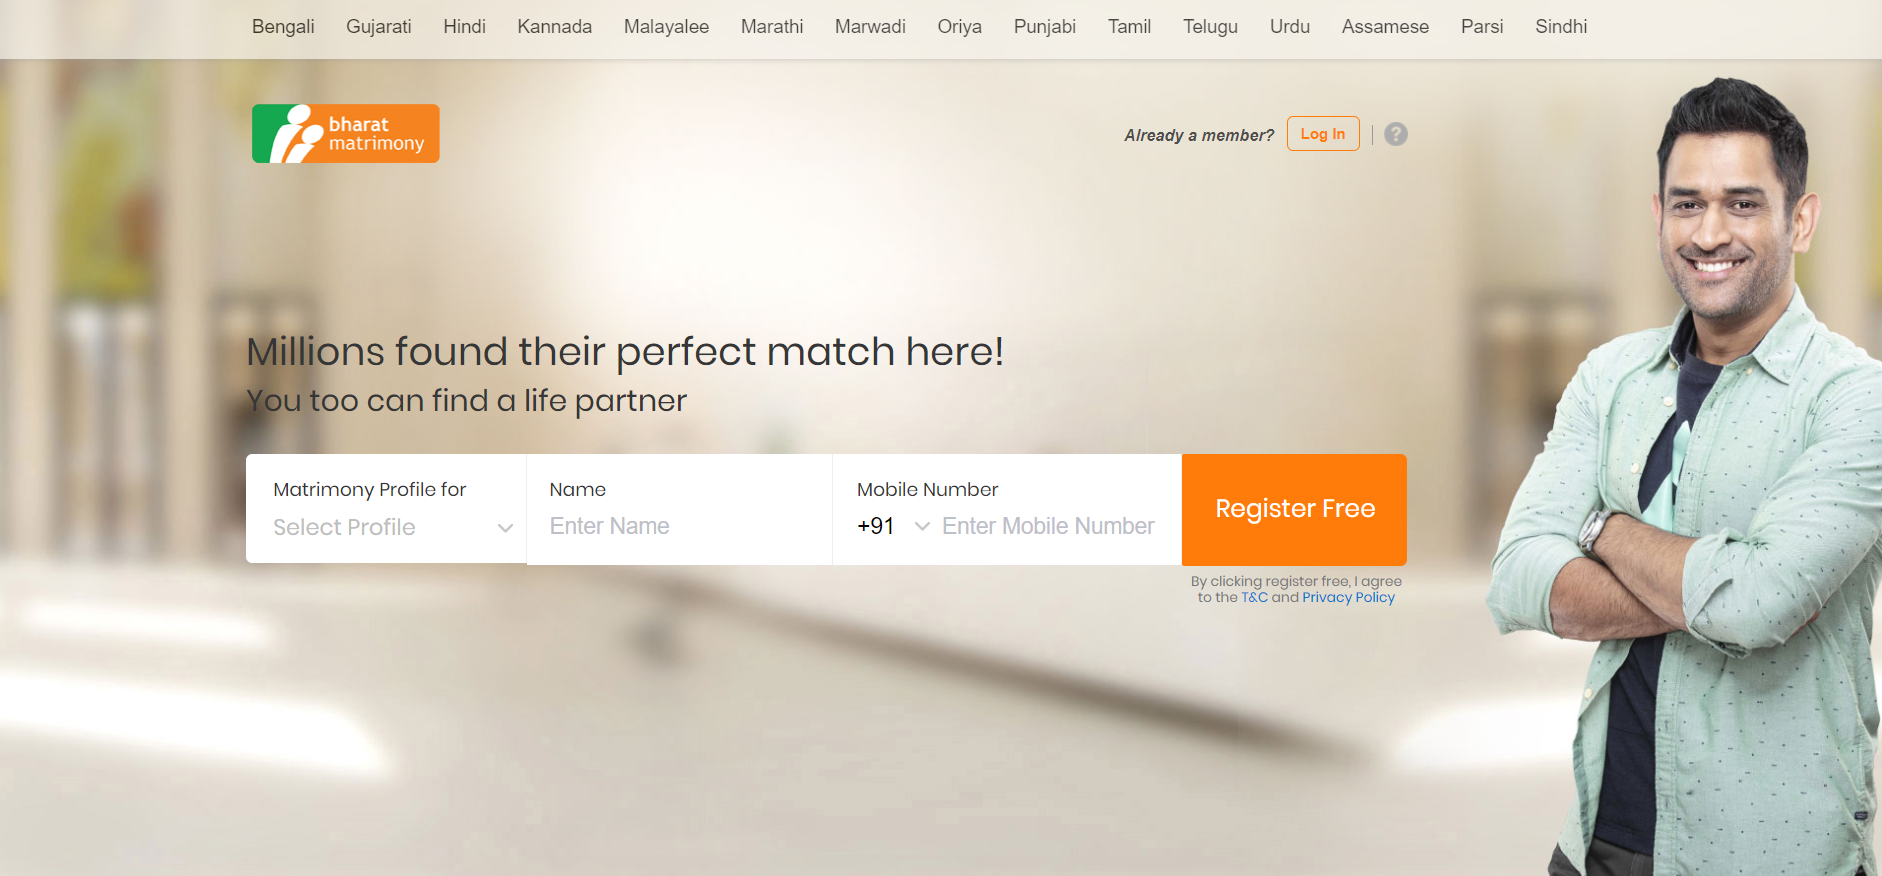 Bengali Gujarati Hindi Kannada Malayalee Marathi Marwadi Oriya Punjabi Tamil Telugu Urdu Assamese Parsi Sindhi
bharat
matrimony
Already a member? Log In | ?
Millions found their perfect match here!
You too can find a life partner
Matrimony Profile for
Select Profile
Name
Enter Name
Mobile Number
+91 Enter Mobile Number
Register Free
By clicking register free, I agree
to the T&C and Privacy Policy